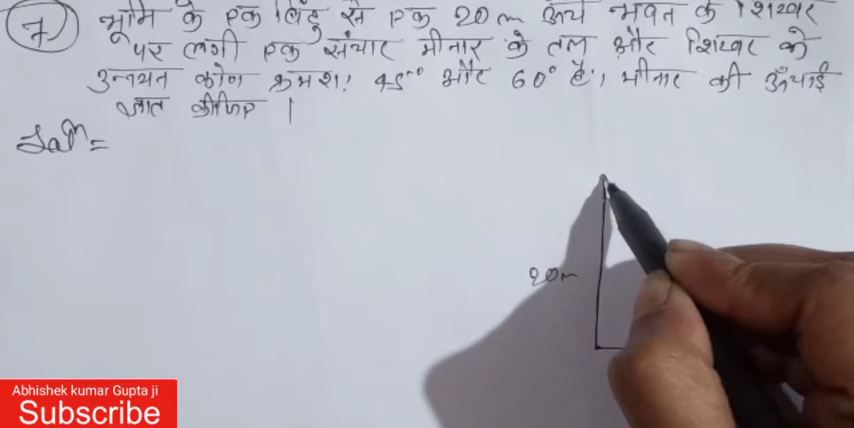 7) भूमि के एक बिंदु से एक 20 m ऊँचे भवन के शिखर
पर लगी एक संचार मीनार के तल और शिखर के
उन्नयन कोण क्रमशः 45° और 60° है। मीनार की ऊँचाई
ज्ञात कीजिए |
Solⁿ =
20m
Abhishek kumar Gupta ji
Subscribe